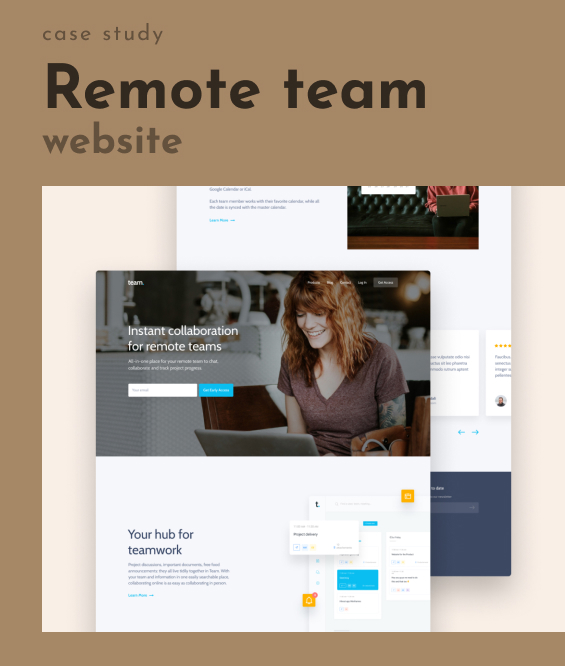 case study
Remote team
website
Google Calendar or iCal.
Each team member works with their favorite calendar, while all
the date is synced with the master calendar.
Learn More →
team.
Products Blog Contact Log In Get Access
Instant collaboration
for remote teams
All-in-one place for your remote team to chat,
collaborate and track project progress
Your Email
Get Early Access
Your hub for
teamwork
Project discussions, important documents, free food
announcements; they all live tidily together in Team. With
your team and information in one easily searchable place,
collaborating online is as easy as collaborating in person.
Learn More →
t.
Project delivery